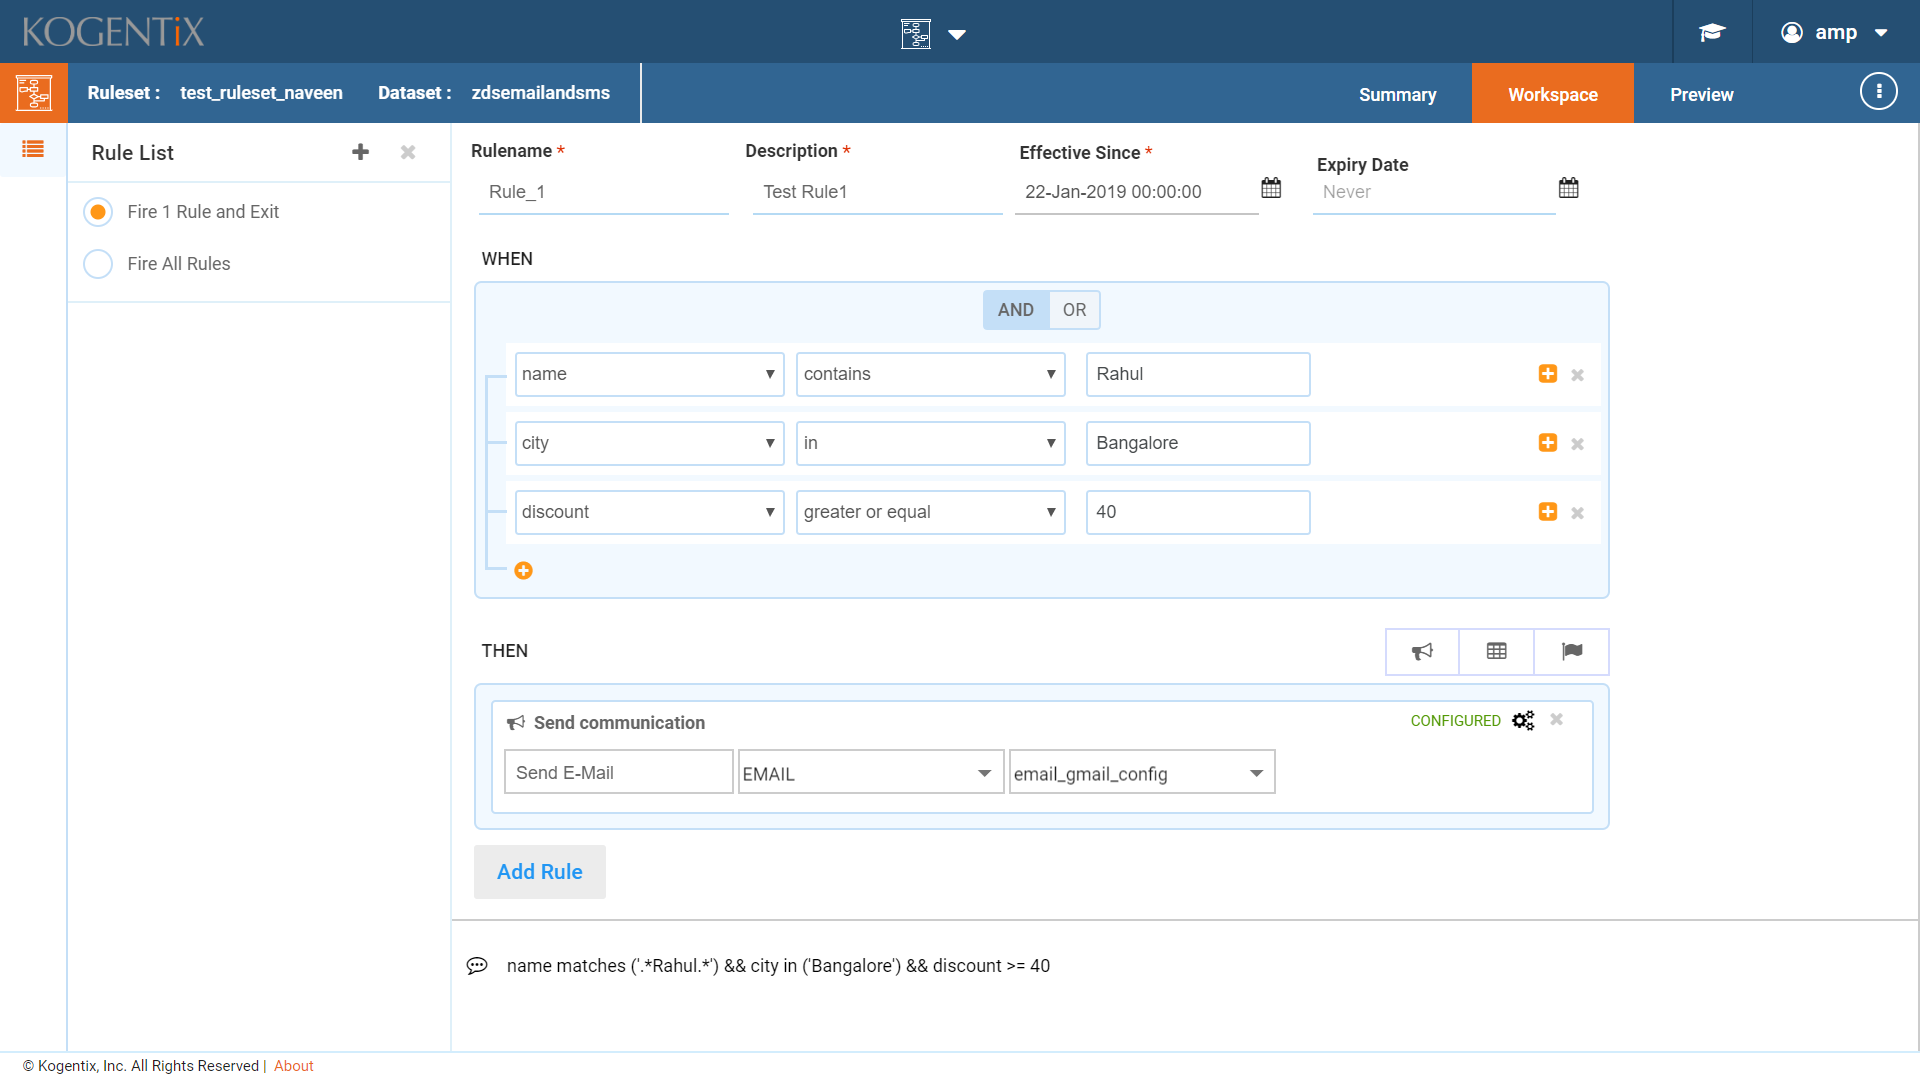 KOGENTiX
amp
Ruleset : test_ruleset_naveen Dataset : zdsemailandsms
Summary Workspace Preview
Rule List
Fire 1 Rule and Exit
Fire All Rules
Rulename * Description * Effective Since * Expiry Date
Rule_1 Test Rule1 22-Jan-2019 00:00:00 Never
WHEN
AND OR
name contains Rahul
city in Bangalore
discount greater or equal 40
THEN
Send communication CONFIGURED
Send E-Mail EMAIL email_gmail_config
Add Rule
name matches ('.*Rahul.*') && city in ('Bangalore') && discount >= 40
© Kogentix, Inc. All Rights Reserved | About